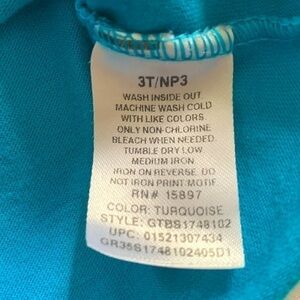 3T/NP3
WASH INSIDE OUT
MACHINE WASH COLD
WITH LIKE COLORS
ONLY NON-CHLORINE
BLEACH WHEN NEEDED
TUMBLE DRY LOW
MEDIUM IRON
IRON ON REVERSE. DO
NOT IRON PRINT MOTIF
RN# 15897
COLOR: TURQUOISE
STYLE: GTBS1748102
UPC: 01521307434
GR35S1748102405D1